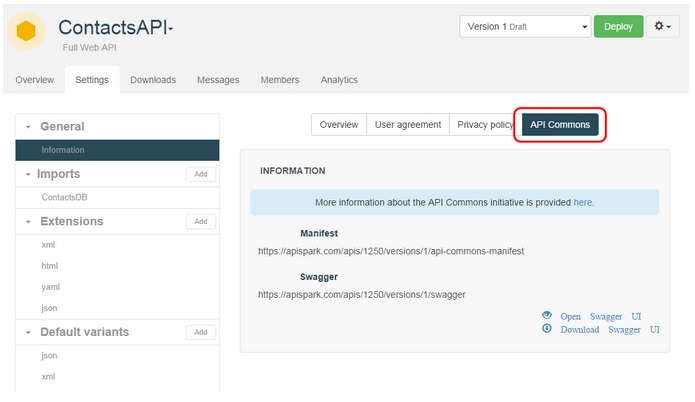 ContactsAPI
Full Web API
Version 1 Draft
Deploy
Overview Settings Downloads Messages Members Analytics
General
Information
Imports Add
ContactsDB
Extensions Add
xml
html
yaml
json
Default variants Add
json
xml
Overview User agreement Privacy policy API Commons
INFORMATION
More information about the API Commons initiative is provided here.
Manifest
https://apispark.com/apis/1250/versions/1/api-commons-manifest
Swagger
https://apispark.com/apis/1250/versions/1/swagger
Open Swagger UI
Download Swagger UI